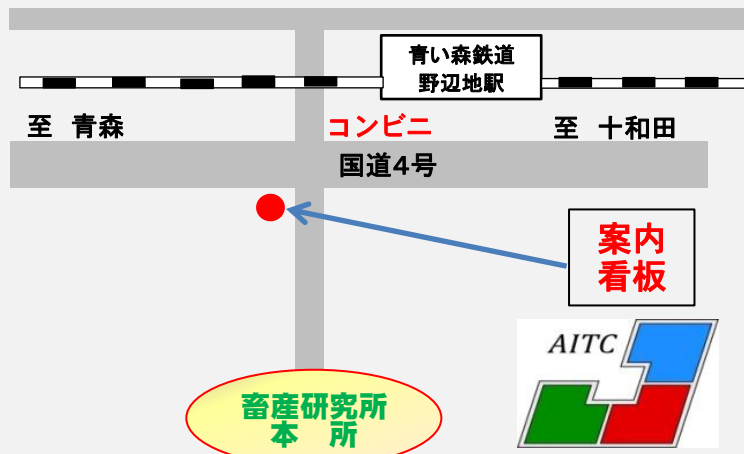 青い森鉄道
野辺地駅
至 青森
コンビニ
至 十和田
国道4号
案内
看板
AITC
畜産研究所
本 所